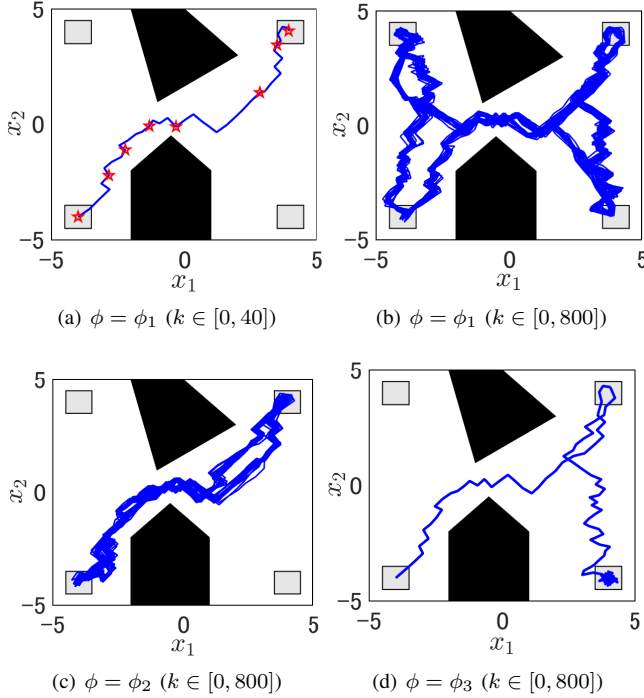 5
x₂
0
-5
-5 0 5
x₁
(a) ϕ = ϕ₁ (k ∈ [0, 40])
5
x₂
0
-5
-5 0 5
x₁
(b) ϕ = ϕ₁ (k ∈ [0, 800])
5
x₂
0
-5
-5 0 5
x₁
(c) ϕ = ϕ₂ (k ∈ [0, 800])
5
x₂
0
-5
-5 0 5
x₁
(d) ϕ = ϕ₃ (k ∈ [0, 800])